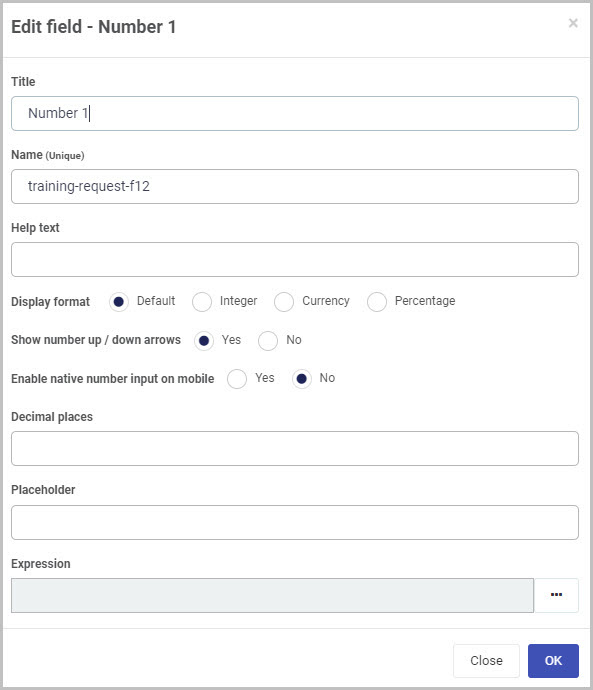 Edit field - Number 1
×
Title
Number 1
Name (Unique)
training-request-f12
Help text
Display format Default Integer Currency Percentage
Show number up / down arrows Yes No
Enable native number input on mobile Yes No
Decimal places
Placeholder
Expression
•••
Close OK